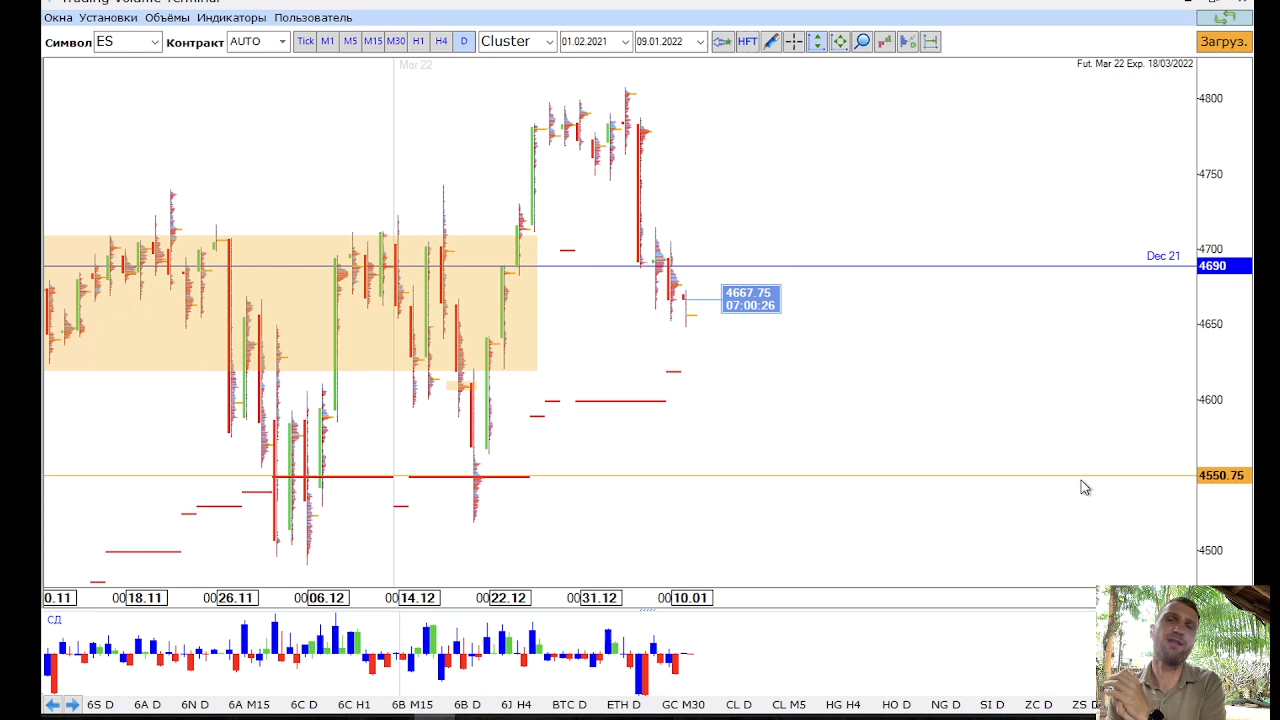 Trading Volume Terminal
Окна Установки Объёмы Индикаторы Пользователь
Символ ES Контракт AUTO Tick M1 M5 M15 M30 H1 H4 D Cluster 01.02.2021 09.01.2022 HFT Загруз.
Mar 22
Fut. Mar 22 Exp. 18/03/2022
4800
4750
4700
Dec 21
4690
4667.75
07:00:26
4650
4600
4550.75
4500
0.11 00 18.11 00 26.11 00 06.12 00 14.12 00 22.12 00 31.12 00 10.01
СД
6S D 6A D 6N D 6A M15 6C D 6C H1 6B M15 6B D 6J H4 BTC D ETH D GC M30 CL D CL M5 HG H4 HO D NG D SI D ZC D ZS D